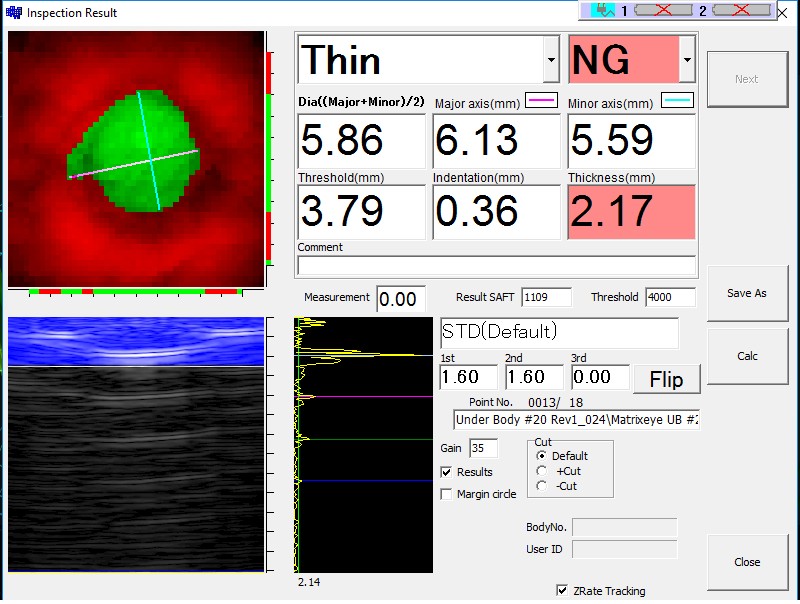 Inspection Result
1 2
Thin NG
Next
Dia((Major+Minor)/2) Major axis(mm) Minor axis(mm)
5.86 6.13 5.59
Threshold(mm) Indentation(mm) Thickness(mm)
3.79 0.36 2.17
Comment
Measurement 0.00 Result SAFT 1109 Threshold 4000
Save As
STD(Default)
Calc
1st 2nd 3rd
1.60 1.60 0.00 Flip
Point No. 0013/ 18
Under Body #20 Rev1_024\Matrixeye UB #2
Gain 35
Cut
Default
Results
+Cut
Margin circle
-Cut
BodyNo.
User ID
Close
2.14
ZRate Tracking